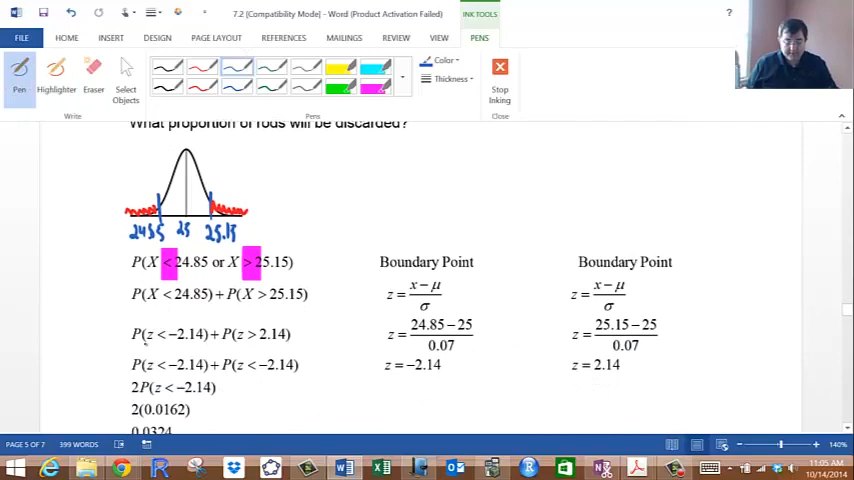 7.2 [Compatibility Mode] - Word (Product Activation Failed)
INK TOOLS
?
FILE
HOME
INSERT
DESIGN
PAGE LAYOUT
REFERENCES
MAILINGS
REVIEW
VIEW
PENS
Pen
Highlighter
Eraser
Select Objects
Color
Thickness
Stop Inking
Write
Pens
Close
What proportion of rods will be discarded?
24.85 25 25.15
P(X < 24.85 or X > 25.15)
Boundary Point
Boundary Point
P(X < 24.85) + P(X > 25.15)
z = x − μ / σ
z = x − μ / σ
P(z < −2.14) + P(z > 2.14)
z = 24.85 − 25 / 0.07
z = 25.15 − 25 / 0.07
P(z < −2.14) + P(z < −2.14)
z = −2.14
z = 2.14
2P(z < −2.14)
2(0.0162)
0.0324
PAGE 5 OF 7
399 WORDS
140%
11:05 AM
10/14/2014